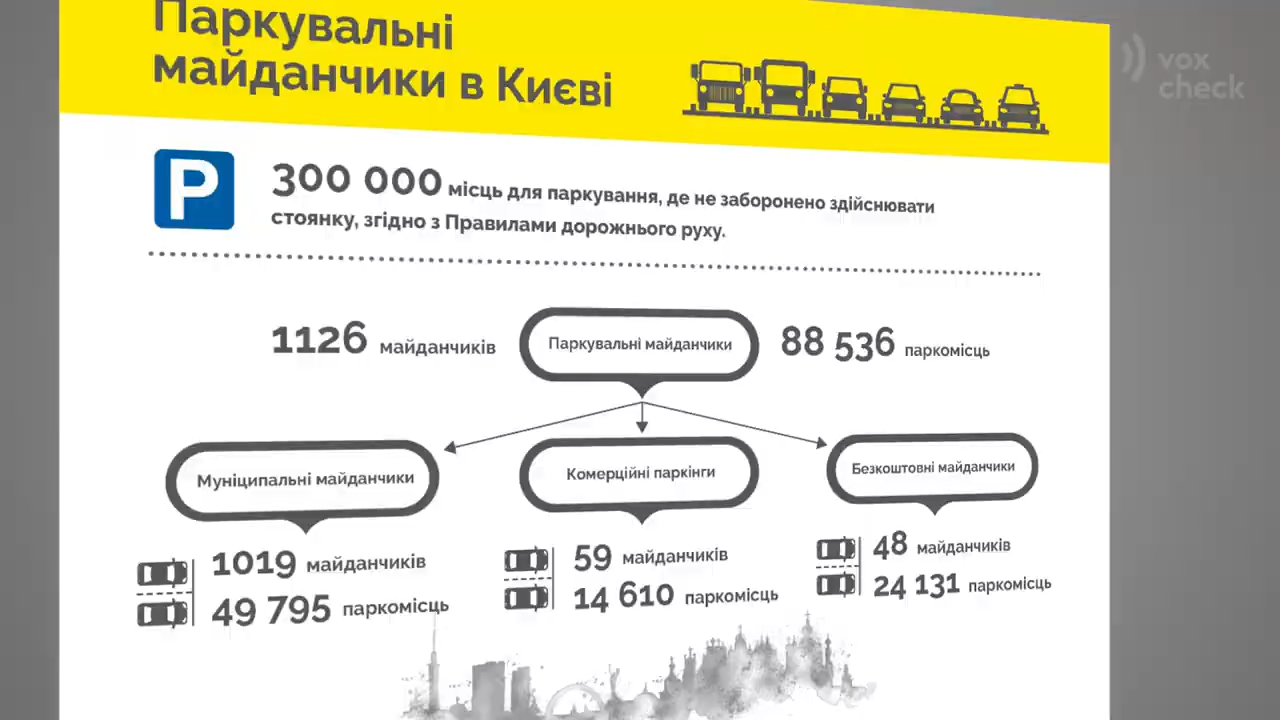 Паркувальні
майданчики в Києві
vox
check
P
300 000 місць для паркування, де не заборонено здійснювати
стоянку, згідно з Правилами дорожнього руху.
1126 майданчиків
Паркувальні майданчики
88 536 паркомісць
Муніципальні майданчики
Комерційні паркінги
Безкоштовні майданчики
1019 майданчиків
49 795 паркомісць
59 майданчиків
14 610 паркомісць
48 майданчиків
24 131 паркомісць